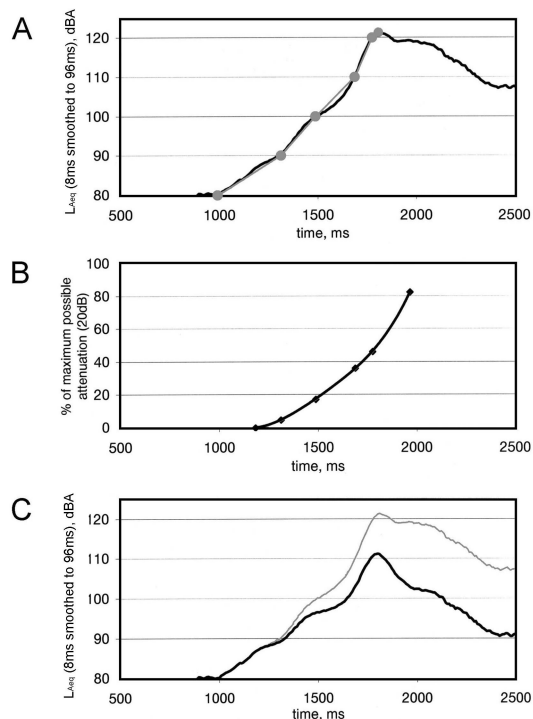 A
L_Aeq (8ms smoothed to 96ms), dBA
120
110
100
90
80
500 1000 1500 2000 2500
time, ms
B
% of maximum possible
attenuation (20dB)
100
80
60
40
20
0
500 1000 1500 2000 2500
time, ms
C
L_Aeq (8ms smoothed to 96ms), dBA
120
110
100
90
80
500 1000 1500 2000 2500
time, ms